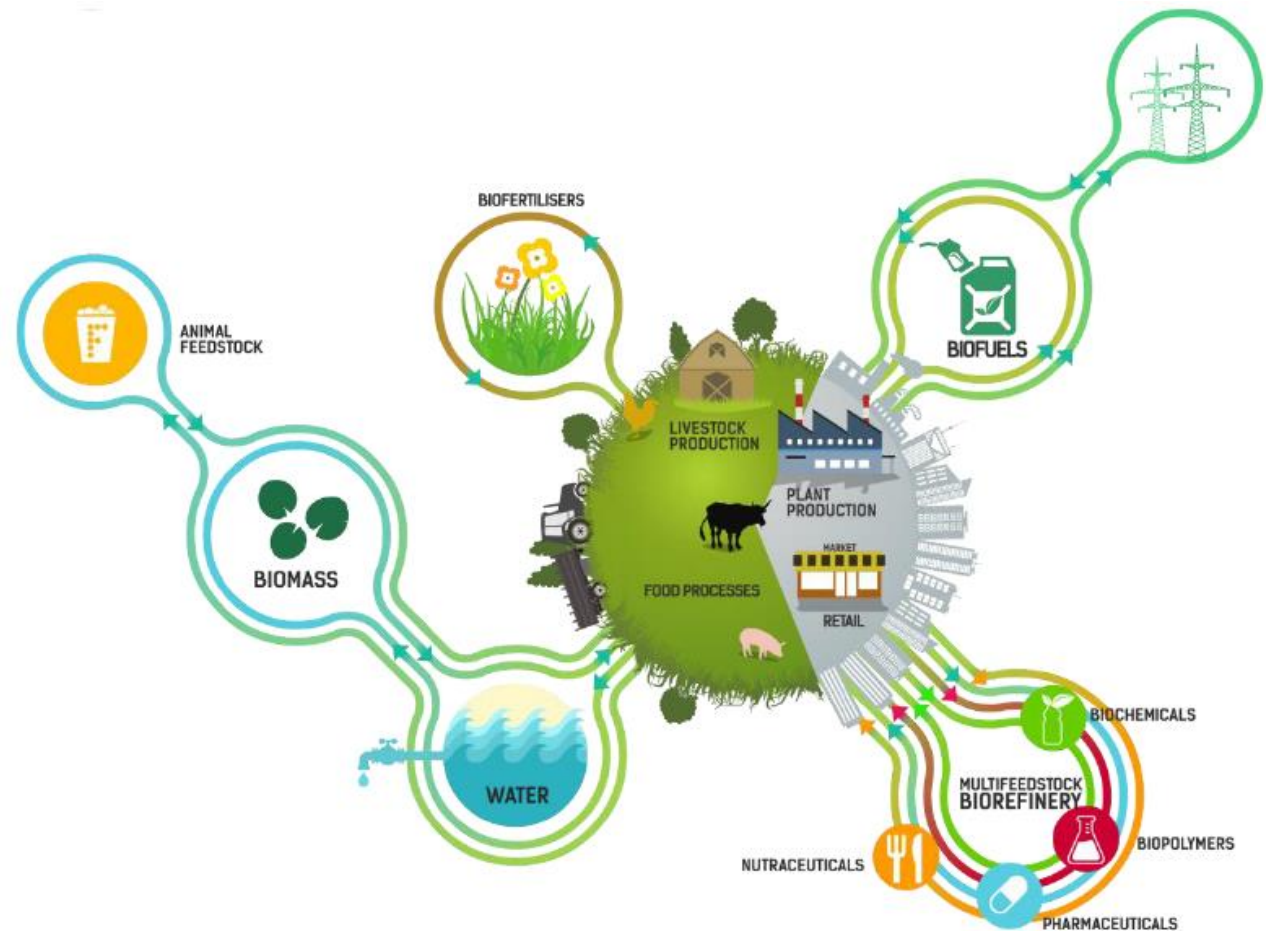 BIOFERTILISERS
ANIMAL
FEEDSTOCK
BIOFUELS
LIVESTOCK
PRODUCTION
PLANT
PRODUCTION
BIOMASS
MARKET
FOOD PROCESSES
RETAIL
WATER
BIOCHEMICALS
MULTIFEEDSTOCK
BIOREFINERY
BIOPOLYMERS
NUTRACEUTICALS
PHARMACEUTICALS